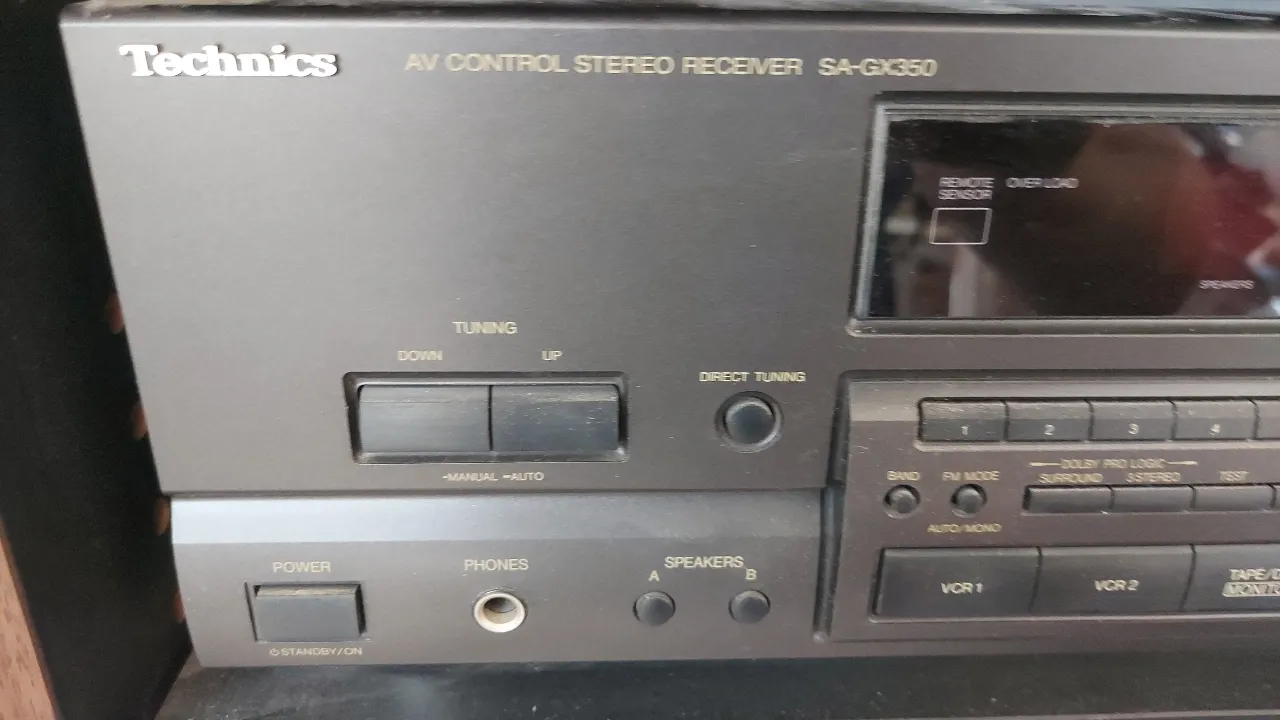 Technics
AV CONTROL STEREO RECEIVER SA-GX350
REMOTE SENSOR
OVER LOAD
SPEAKERS
TUNING
DOWN UP
DIRECT TUNING
-MANUAL
AUTO
1 2 3 4
DOLBY PRO LOGIC
BAND FM MODE SURROUND 3 STEREO TEST
AUTO/MONO
POWER PHONES SPEAKERS
A B
VCR 1 VCR 2
STANDBY/ON